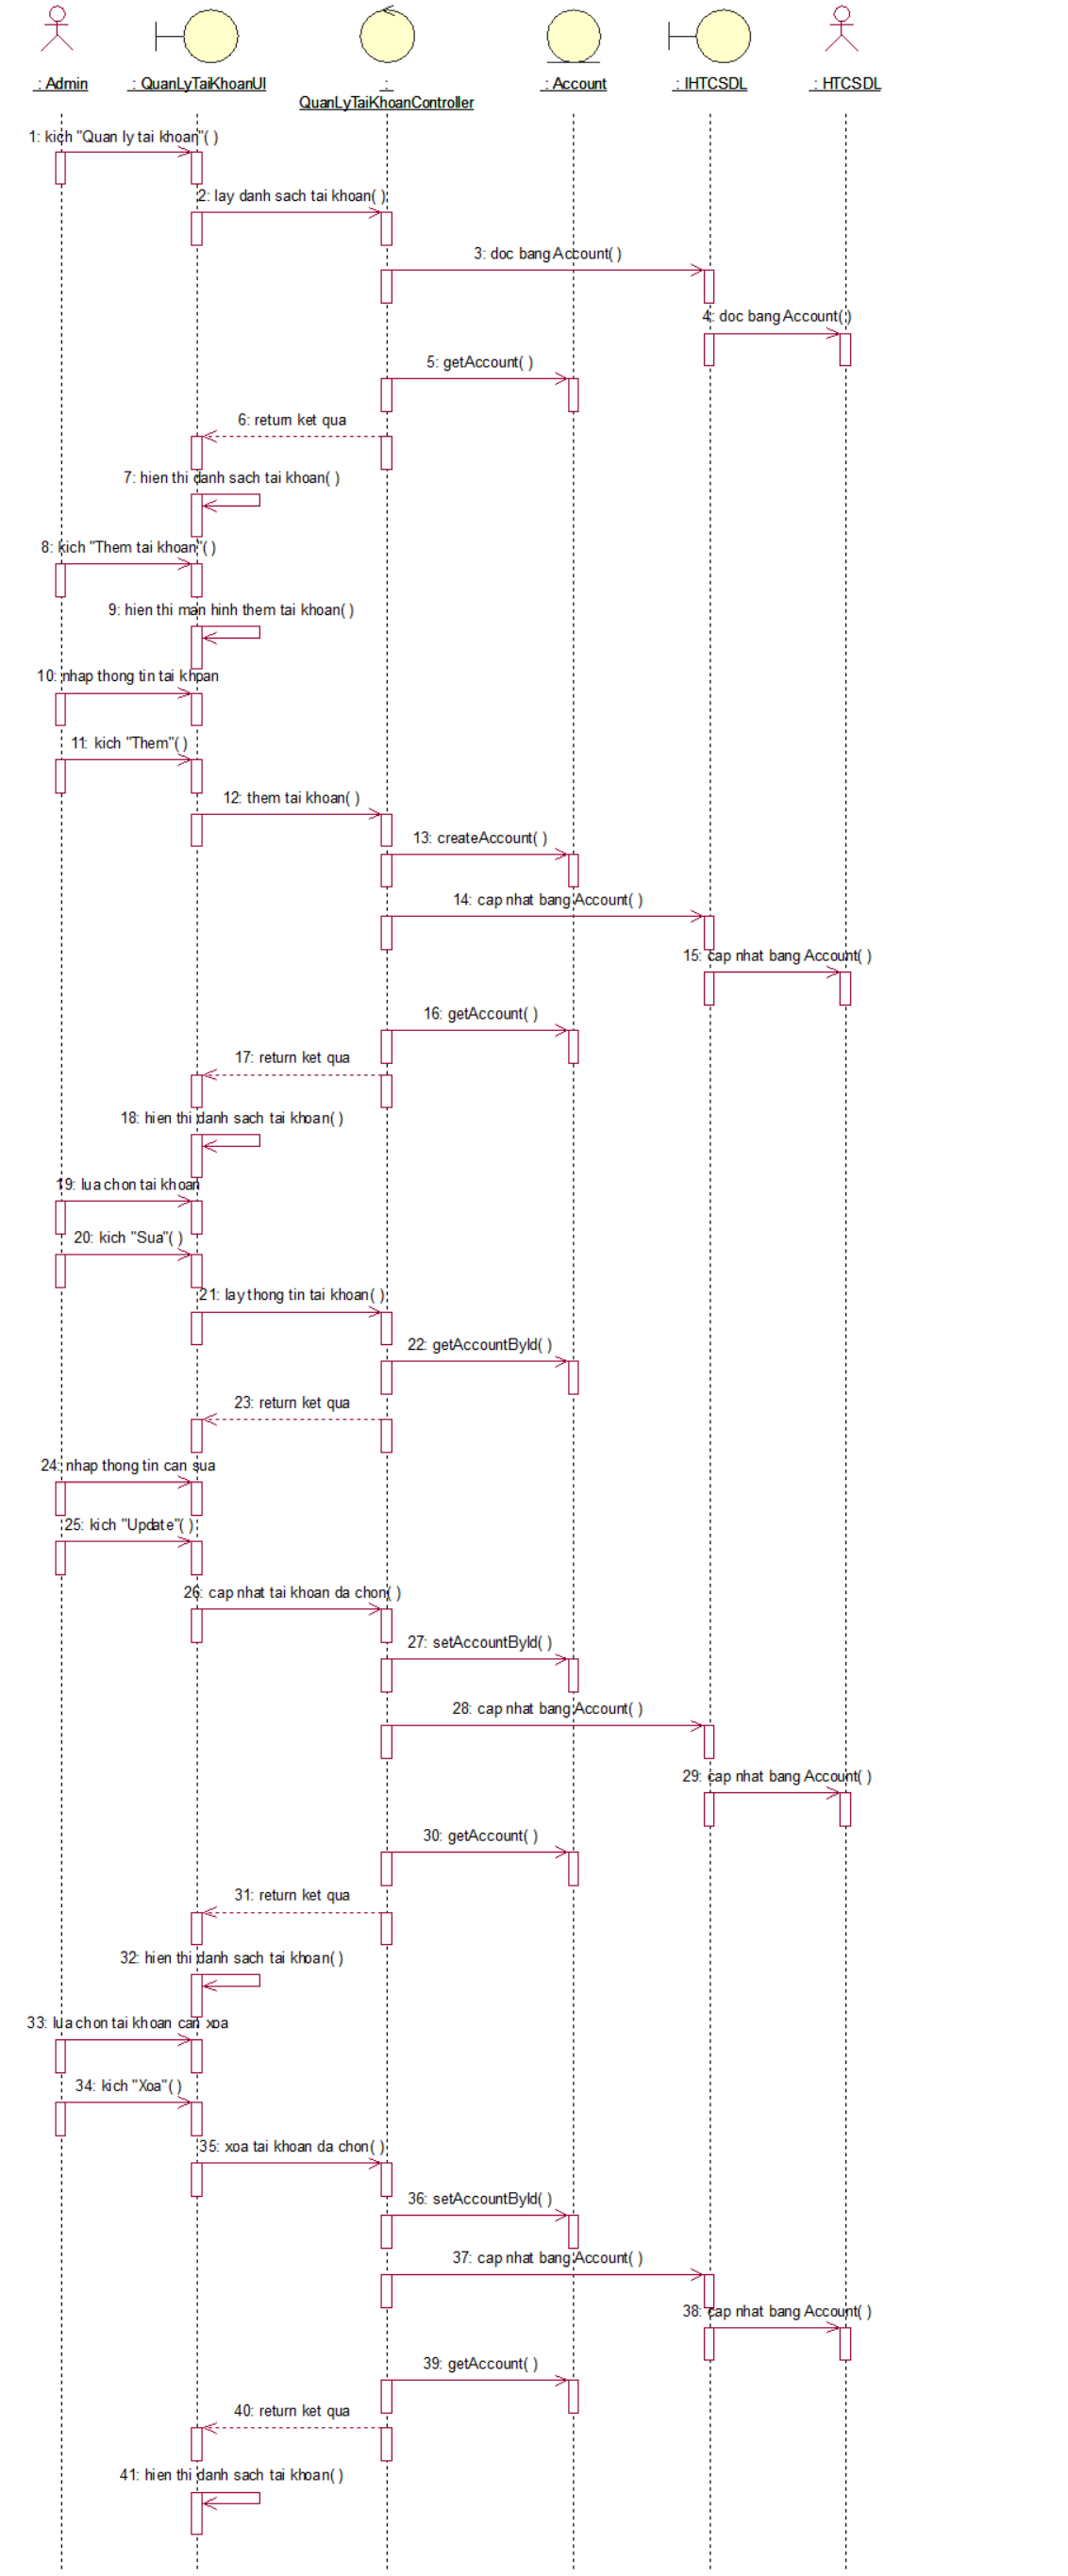 : Admin
: QuanLyTaiKhoanUI
:
QuanLyTaiKhoanController
: Account
: IHTCSDL
: HTCSDL
1: kich "Quan ly tai khoan"( )
2: lay danh sach tai khoan( )
3: doc bang Account( )
4: doc bang Account( )
5: getAccount( )
6: return ket qua
7: hien thi danh sach tai khoan( )
8: kich "Them tai khoan"( )
9: hien thi man hinh them tai khoan( )
10: nhap thong tin tai khoan
11: kich "Them"( )
12: them tai khoan( )
13: createAccount( )
14: cap nhat bang Account( )
15: cap nhat bang Account( )
16: getAccount( )
17: return ket qua
18: hien thi danh sach tai khoan( )
19: lua chon tai khoan
20: kich "Sua"( )
21: lay thong tin tai khoan( )
22: getAccountById( )
23: return ket qua
24: nhap thong tin can sua
25: kich "Update"( )
26: cap nhat tai khoan da chon( )
27: setAccountById( )
28: cap nhat bang Account( )
29: cap nhat bang Account( )
30: getAccount( )
31: return ket qua
32: hien thi danh sach tai khoan( )
33: lua chon tai khoan can xoa
34: kich "Xoa"( )
35: xoa tai khoan da chon( )
36: setAccountById( )
37: cap nhat bang Account( )
38: cap nhat bang Account( )
39: getAccount( )
40: return ket qua
41: hien thi danh sach tai khoan( )